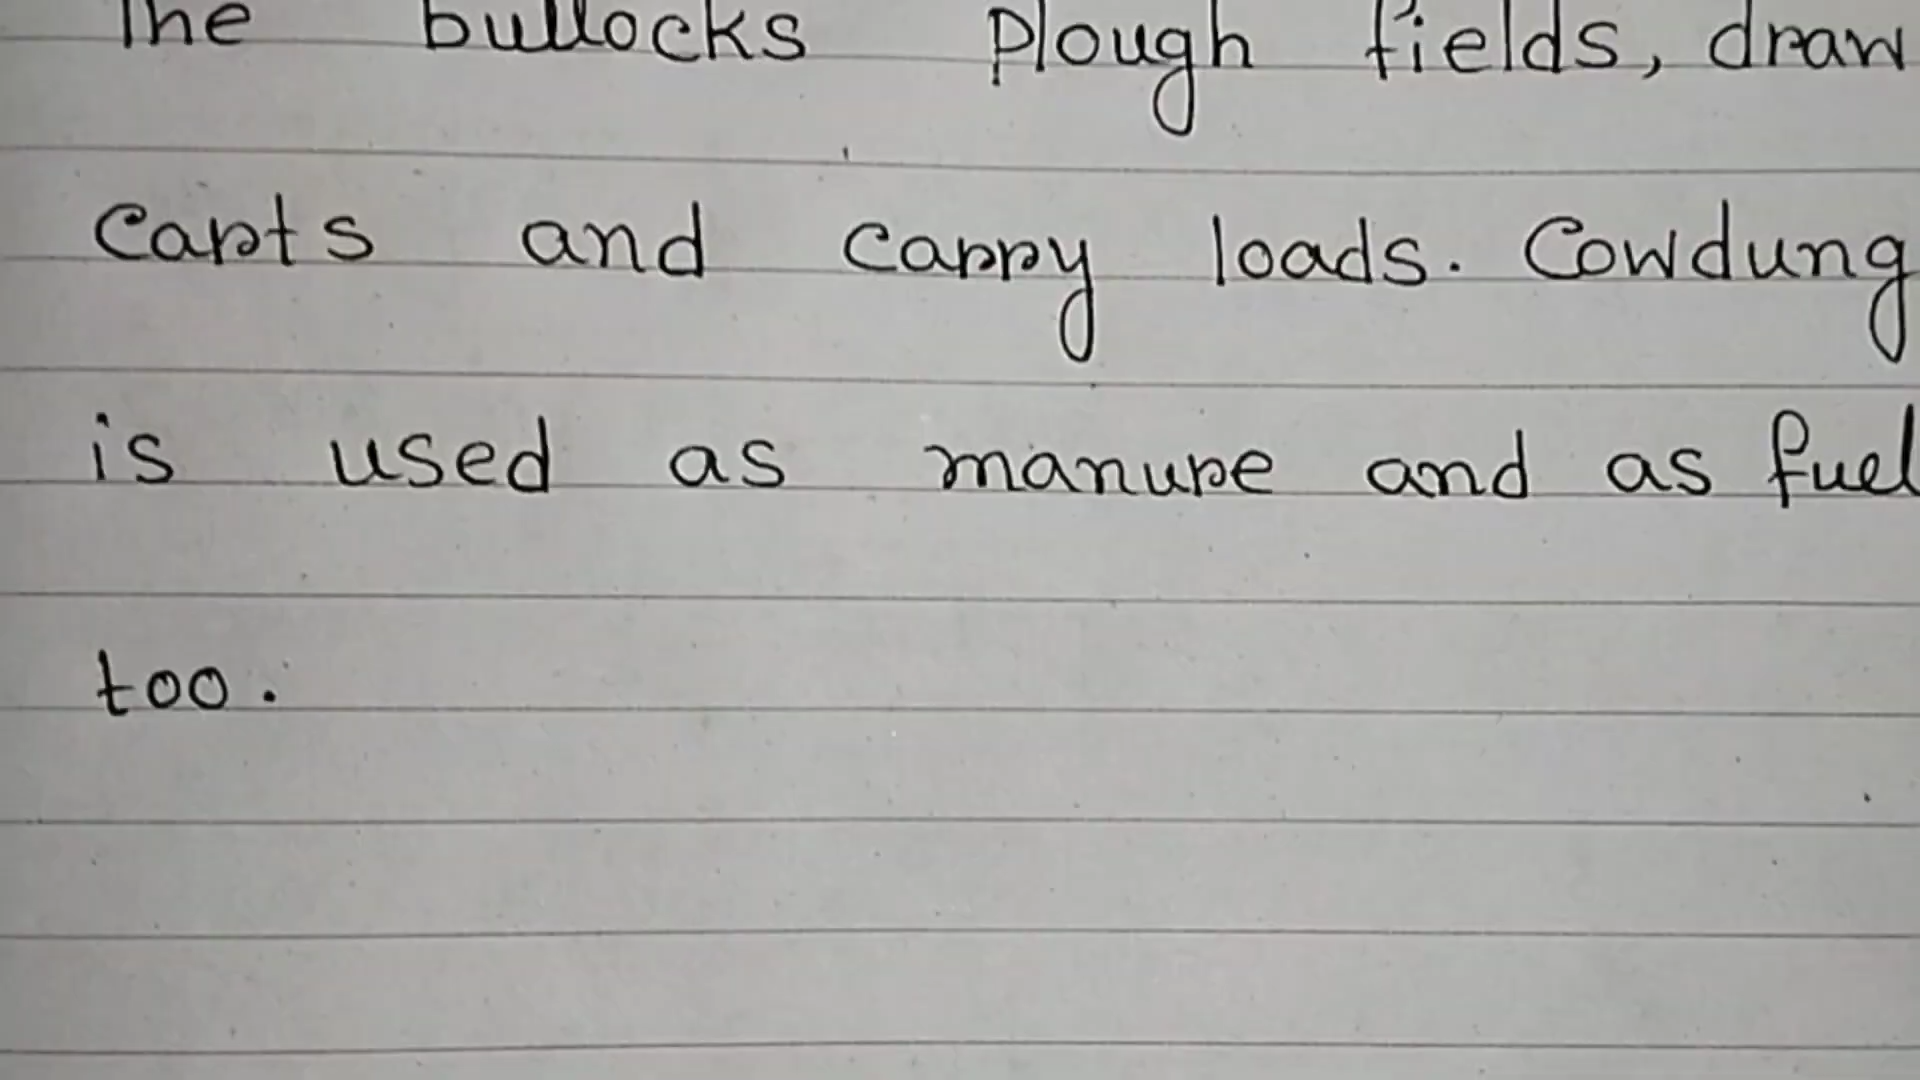 The bullocks plough fields, draw
carts and carry loads. Cowdung
is used as manure and as fuel
too.